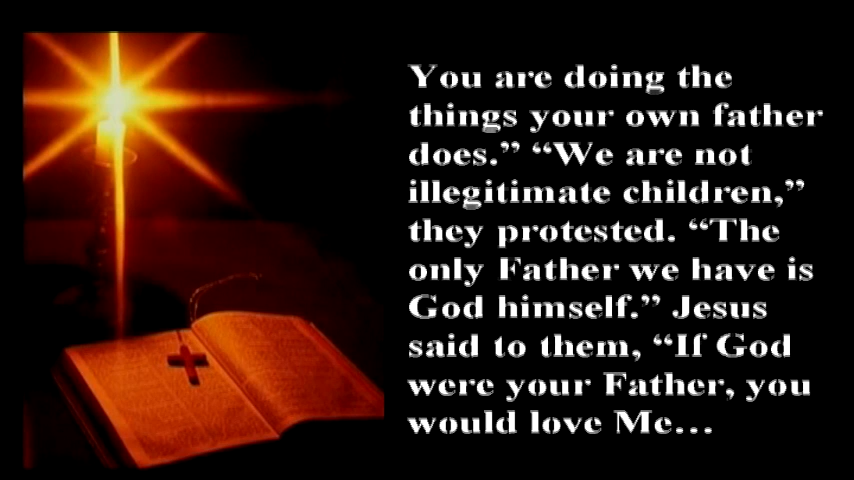 You are doing the
things your own father
does.” “We are not
illegitimate children,”
they protested. “The
only Father we have is
God himself.” Jesus
said to them, “If God
were your Father, you
would love Me…